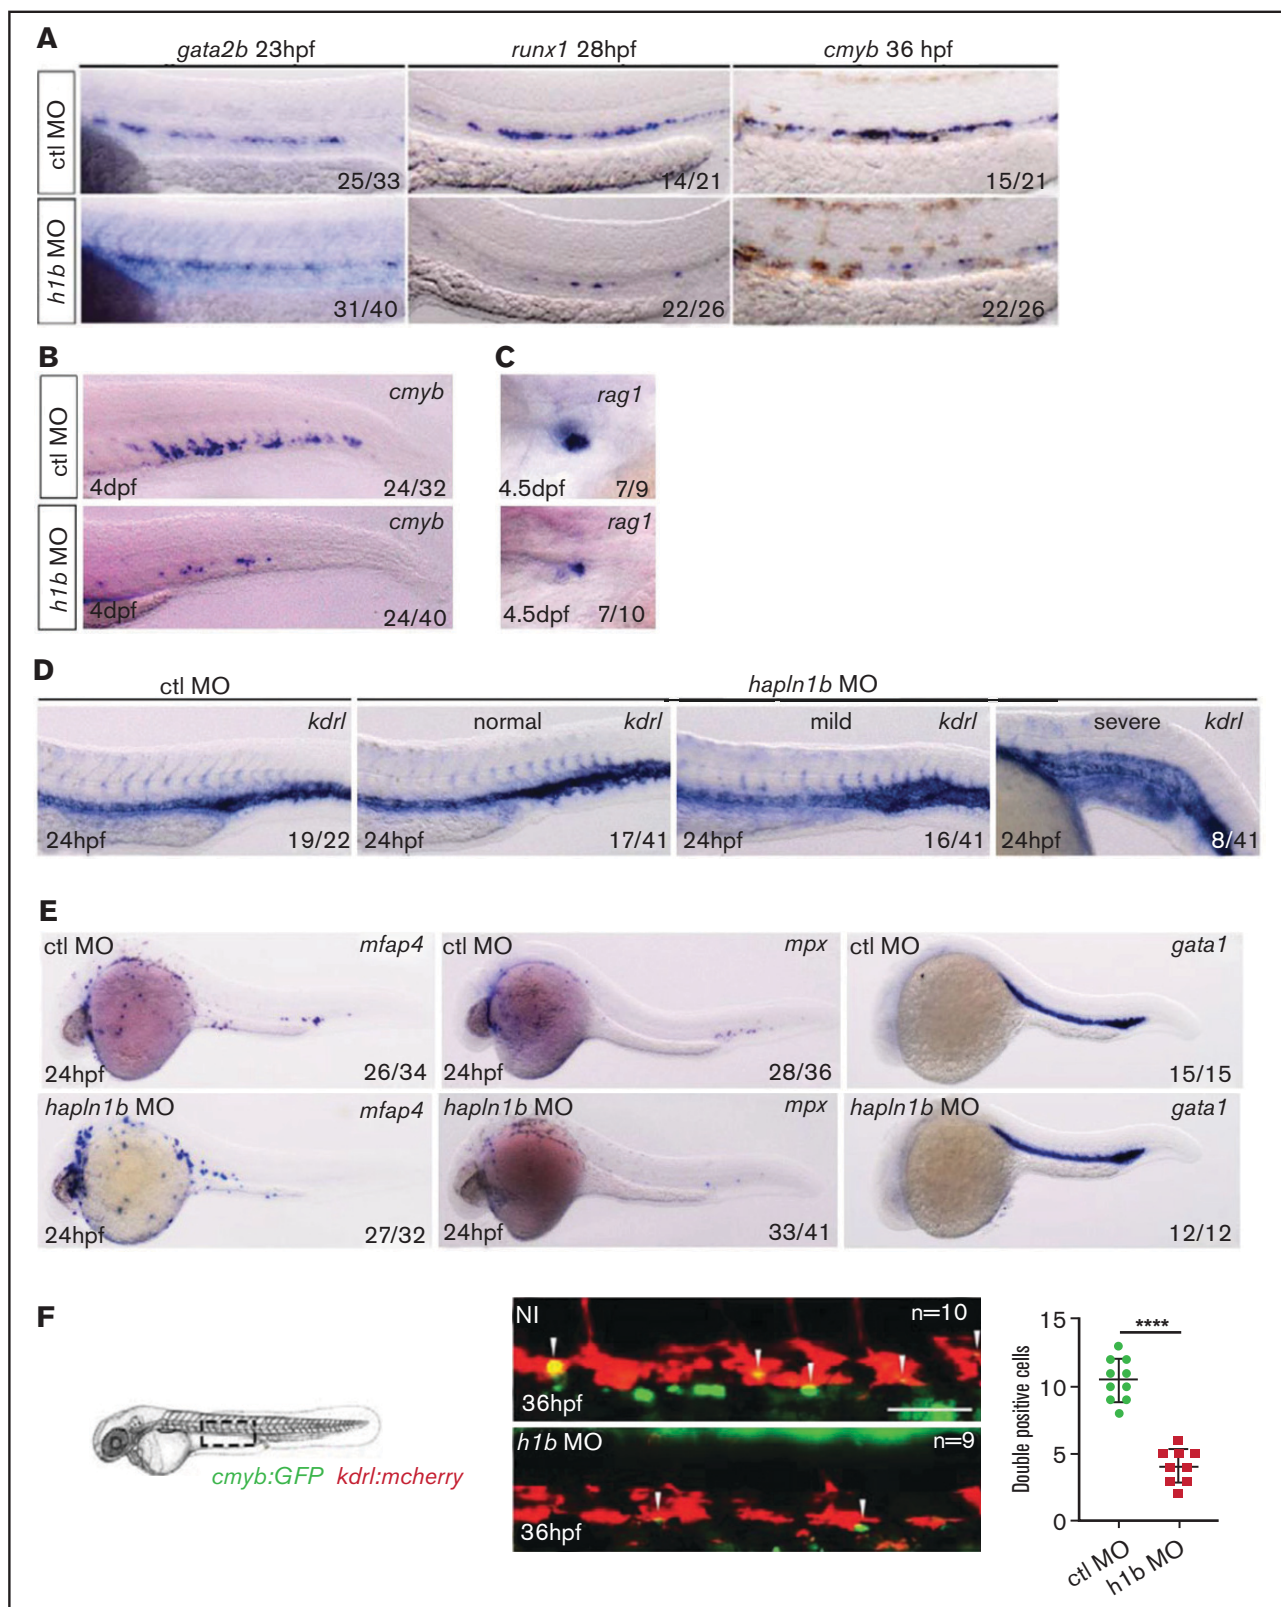 A
gata2b 23hpf
runx1 28hpf
cmyb 36 hpf
ctl MO
25/33
14/21
15/21
h1b MO
31/40
22/26
22/26
B
C
ctl MO
cmyb
4dpf
24/32
rag1
4.5dpf
7/9
h1b MO
cmyb
4dpf
24/40
rag1
4.5dpf
7/10
D
ctl MO
hapln1b MO
kdrl
24hpf
19/22
normal
kdrl
17/41
mild
kdrl
24hpf
16/41
severe
kdrl
24hpf
8/41
E
ctl MO
mfap4
24hpf
26/34
ctl MO
mpx
24hpf
28/36
ctl MO
gata1
15/15
hapln1b MO
mfap4
24hpf
27/32
hapln1b MO
mpx
24hpf
33/41
hapln1b MO
gata1
12/12
F
cmyb:GFP kdrl:mcherry
NI
n=10
36hpf
h1b MO
n=9
36hpf
Double positive cells
15
10
5
0
****
ctl MO
h1b MO